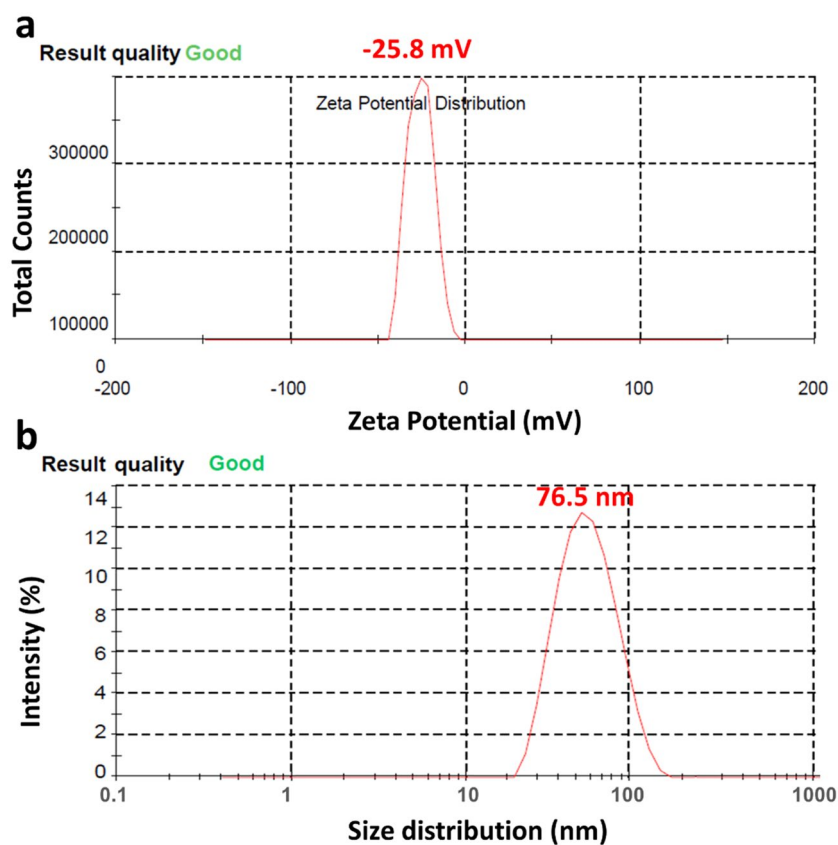 a
-25.8 mV
Result quality Good
Zeta Potential Distribution
300000
200000
100000
0
Total Counts
-200 -100 0 100 200
Zeta Potential (mV)
b
Result quality Good
76.5 nm
14
12
10
8
6
4
2
0
Intensity (%)
0.1 1 10 100 1000
Size distribution (nm)